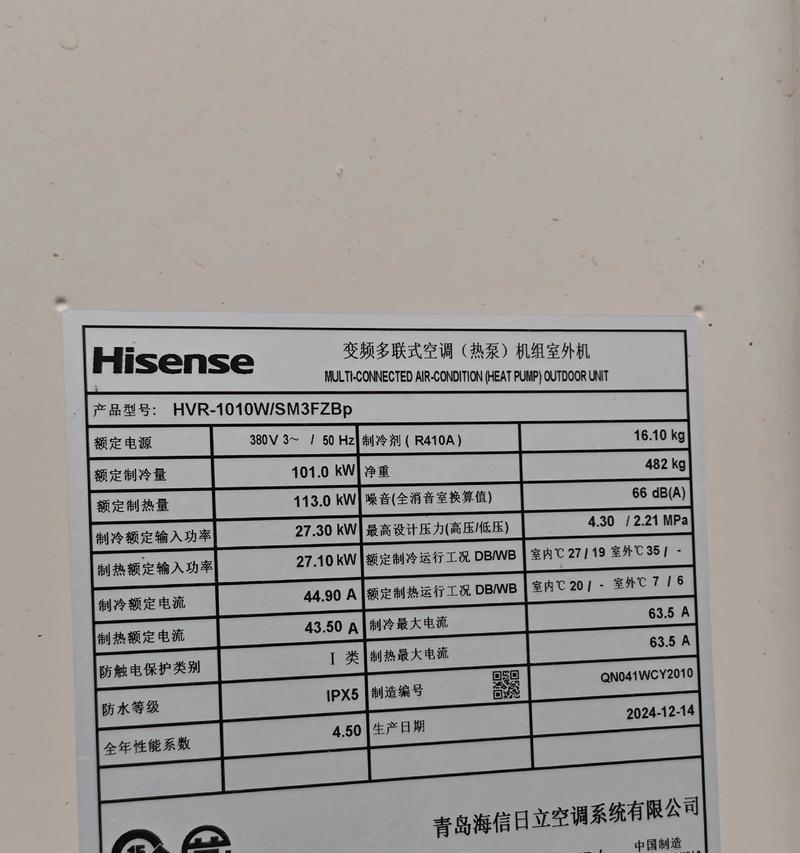 Hisense
变频多联式空调（热泵）机组室外机
MULTI-CONNECTED AIR-CONDITION (HEAT PUMP) OUTDOOR UNIT
产品型号: HVR-1010W/SM3FZBp
额定电源 380V 3~ / 50 Hz 制冷剂 ( R410A ) 16.10 kg
额定制冷量 101.0 kW 净重 482 kg
额定制热量 113.0 kW 噪音(全消音室换算值) 66 dB(A)
制冷额定输入功率 27.30 kW 最高设计压力(高压/低压) 4.30 / 2.21 MPa
制热额定输入功率 27.10 kW 额定制冷运行工况 DB/WB 室内℃ 27 / 19 室外℃ 35 / -
制冷额定电流 44.90 A 额定制热运行工况 DB/WB 室内℃ 20 / - 室外℃ 7 / 6
制热额定电流 43.50 A 制冷最大电流 63.5 A
防触电保护类别 I 类 制热最大电流 63.5 A
防水等级 IPX5 制造编号 QN041WCY2010
全年性能系数 4.50 生产日期 2024-12-14
青岛海信日立空调系统有限公司
15
中国制造